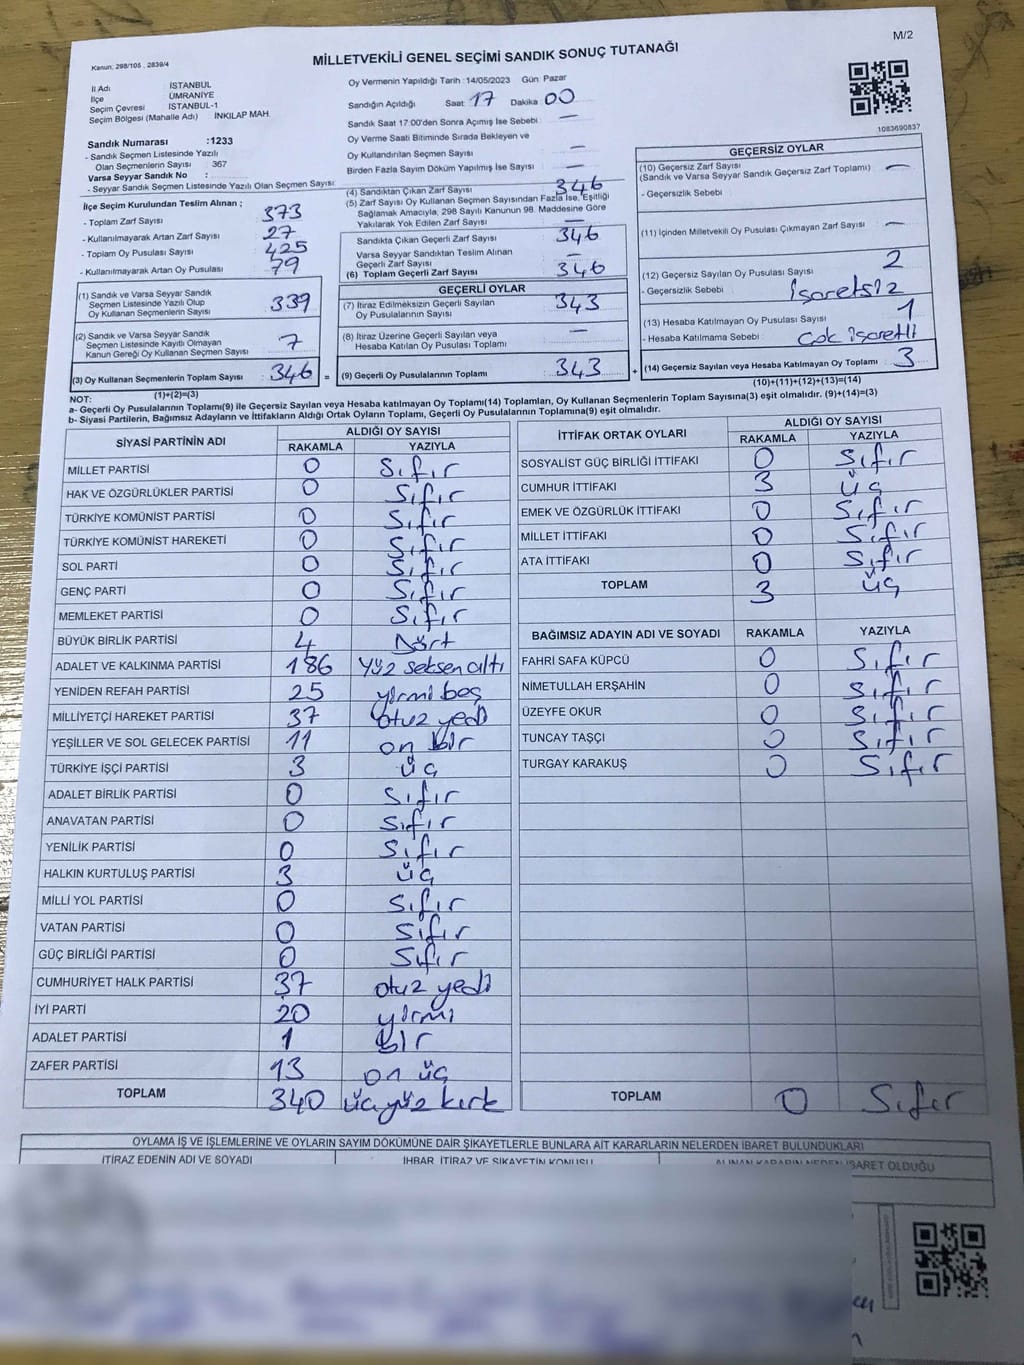 M/2
Kanun: 298/105 , 2839/4
MİLLETVEKİLİ GENEL SEÇİMİ SANDIK SONUÇ TUTANAĞI
İl Adı İSTANBUL
İlçe ÜMRANİYE
Seçim Çevresi İSTANBUL-1
Seçim Bölgesi (Mahalle Adı) İNKILAP MAH.
Sandık Numarası :1233
- Sandık Seçmen Listesinde Yazılı
Olan Seçmenlerin Sayısı 367
Varsa Seyyar Sandık No :
- Seyyar Sandık Seçmen Listesinde Yazılı Olan Seçmen Sayısı:
İlçe Seçim Kurulundan Teslim Alınan ;
- Toplam Zarf Sayısı 373
- Kullanılmayarak Artan Zarf Sayısı 27
- Toplam Oy Pusulası Sayısı 425
- Kullanılmayarak Artan Oy Pusulası 79
(1) Sandık ve Varsa Seyyar Sandık
Seçmen Listesinde Yazılı Olup
Oy Kullanan Seçmenlerin Sayısı 339
(2) Sandık ve Varsa Seyyar Sandık
Seçmen Listesinde Kayıtlı Olmayan
Kanun Gereği Oy Kullanan Seçmen Sayısı 7
(3) Oy Kullanan Seçmenlerin Toplam Sayısı 346 =
(1)+(2)=(3)
Oy Vermenin Yapıldığı Tarih :14/05/2023 Gün: Pazar
Sandığın Açıldığı Saat 17 Dakika 00
Sandık Saat 17:00'den Sonra Açımış İse Sebebi : —
Oy Verme Saati Bitiminde Sırada Bekleyen ve
Oy Kullandırılan Seçmen Sayısı —
Birden Fazla Sayım Döküm Yapılmış İse Sayısı : —
(4) Sandıktan Çıkan Zarf Sayısı 346
(5) Zarf Sayısı Oy Kullanan Seçmen Sayısından Fazla İse, Eşitliği
Sağlamak Amacıyla, 298 Sayılı Kanunun 98. Maddesine Göre
Yakılarak Yok Edilen Zarf Sayısı : —
Sandıkta Çıkan Geçerli Zarf Sayısı 346
Varsa Seyyar Sandıktan Teslim Alınan
Geçerli Zarf Sayısı —
(6) Toplam Geçerli Zarf Sayısı 346
GEÇERLİ OYLAR
(7) İtiraz Edilmeksizin Geçerli Sayılan
Oy Pusulalarının Sayısı 343
(8) İtiraz Üzerine Geçerli Sayılan veya
Hesaba Katılan Oy Pusulası Toplamı —
(9) Geçerli Oy Pusulalarının Toplamı 343 +
1083690837
GEÇERSİZ OYLAR
(10) Geçersiz Zarf Sayısı
(Sandık ve Varsa Seyyar Sandık Geçersiz Zarf Toplamı) —
- Geçersizlik Sebebi :
(11) İçinden Milletvekili Oy Pusulası Çıkmayan Zarf Sayısı —
(12) Geçersiz Sayılan Oy Pusulası Sayısı 2
- Geçersizlik Sebebi : İşaretsiz
(13) Hesaba Katılmayan Oy Pusulası Sayısı 1
- Hesaba Katılmama Sebebi : Çok işaretli
(14) Geçersiz Sayılan veya Hesaba Katılmayan Oy Toplamı 3
(10)+(11)+(12)+(13)=(14)
NOT:
a- Geçerli Oy Pusulalarının Toplamı(9) ile Geçersiz Sayılan veya Hesaba katılmayan Oy Pusulası Toplamı(14) Toplamları, Oy Kullanan Seçmenlerin Toplam Sayısına(3) eşit olmalıdır. (9)+(14)=(3)
b- Siyasi Partilerin, Bağımsız Adayların ve İttifakların Aldığı Ortak Oyların Toplamı, Geçerli Oy Pusulalarının Toplamına(9) eşit olmalıdır.
SİYASİ PARTİNİN ADI ALDIĞI OY SAYISI
RAKAMLA YAZIYLA
MİLLET PARTİSİ 0 Sıfır
HAK VE ÖZGÜRLÜKLER PARTİSİ 0 Sıfır
TÜRKİYE KOMÜNİST PARTİSİ 0 Sıfır
TÜRKİYE KOMÜNİST HAREKETİ 0 Sıfır
SOL PARTİ 0 Sıfır
GENÇ PARTİ 0 Sıfır
MEMLEKET PARTİSİ 0 Sıfır
BÜYÜK BİRLİK PARTİSİ 4 Dört
ADALET VE KALKINMA PARTİSİ 186 Yüz seksen altı
YENİDEN REFAH PARTİSİ 25 yirmi beş
MİLLİYETÇİ HAREKET PARTİSİ 37 otuz yedi
YEŞİLLER VE SOL GELECEK PARTİSİ 11 on bir
TÜRKİYE İŞÇİ PARTİSİ 3 üç
ADALET BİRLİK PARTİSİ 0 Sıfır
ANAVATAN PARTİSİ 0 Sıfır
YENİLİK PARTİSİ 0 Sıfır
HALKIN KURTULUŞ PARTİSİ 3 üç
MİLLİ YOL PARTİSİ 0 Sıfır
VATAN PARTİSİ 0 Sıfır
GÜÇ BİRLİĞİ PARTİSİ 0 Sıfır
CUMHURİYET HALK PARTİSİ 37 otuz yedi
İYİ PARTİ 20 yirmi
ADALET PARTİSİ 1 bir
ZAFER PARTİSİ 13 on üç
TOPLAM 340 üç yüz kırk
İTTİFAK ORTAK OYLARI ALDIĞI OY SAYISI
RAKAMLA YAZIYLA
SOSYALİST GÜÇ BİRLİĞİ İTTİFAKI 0 Sıfır
CUMHUR İTTİFAKI 3 üç
EMEK VE ÖZGÜRLÜK İTTİFAKI 0 Sıfır
MİLLET İTTİFAKI 0 Sıfır
ATA İTTİFAKI 0 Sıfır
TOPLAM 3 üç
BAĞIMSIZ ADAYIN ADI VE SOYADI RAKAMLA YAZIYLA
FAHRİ SAFA KÜPCÜ 0 Sıfır
NİMETULLAH ERŞAHİN 0 Sıfır
ÜZEYFE OKUR 0 Sıfır
TUNCAY TAŞÇI 0 Sıfır
TURGAY KARAKUŞ 0 Sıfır
TOPLAM 0 Sıfır
OYLAMA İŞ VE İŞLEMLERİNE VE OYLARIN SAYIM DÖKÜMÜNE DAİR ŞİKAYETLERLE BUNLARA AİT KARARLARIN NELERDEN İBARET BULUNDUKLARI
İTİRAZ EDENİN ADI VE SOYADI İHBAR, İTİRAZ VE ŞİKAYETİN KONUSU ALINAN KARARIN NEDEN İBARET OLDUĞU